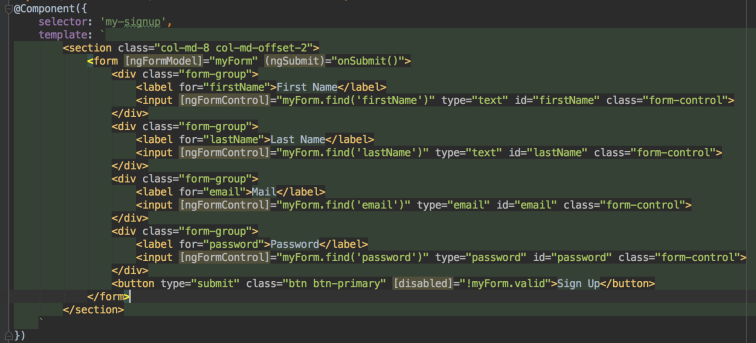 @Component({
    selector: 'my-signup',
    template: `
        <section class="col-md-8 col-md-offset-2">
            <form [ngFormModel]="myForm" (ngSubmit)="onSubmit()">
                <div class="form-group">
                    <label for="firstName">First Name</label>
                    <input [ngFormControl]="myForm.find('firstName')" type="text" id="firstName" class="form-control">
                </div>
                <div class="form-group">
                    <label for="lastName">Last Name</label>
                    <input [ngFormControl]="myForm.find('lastName')" type="text" id="lastName" class="form-control">
                </div>
                <div class="form-group">
                    <label for="email">Mail</label>
                    <input [ngFormControl]="myForm.find('email')" type="email" id="email" class="form-control">
                </div>
                <div class="form-group">
                    <label for="password">Password</label>
                    <input [ngFormControl]="myForm.find('password')" type="password" id="password" class="form-control">
                </div>
                <button type="submit" class="btn btn-primary" [disabled]="!myForm.valid">Sign Up</button>
            </form>
        </section>
    `
})